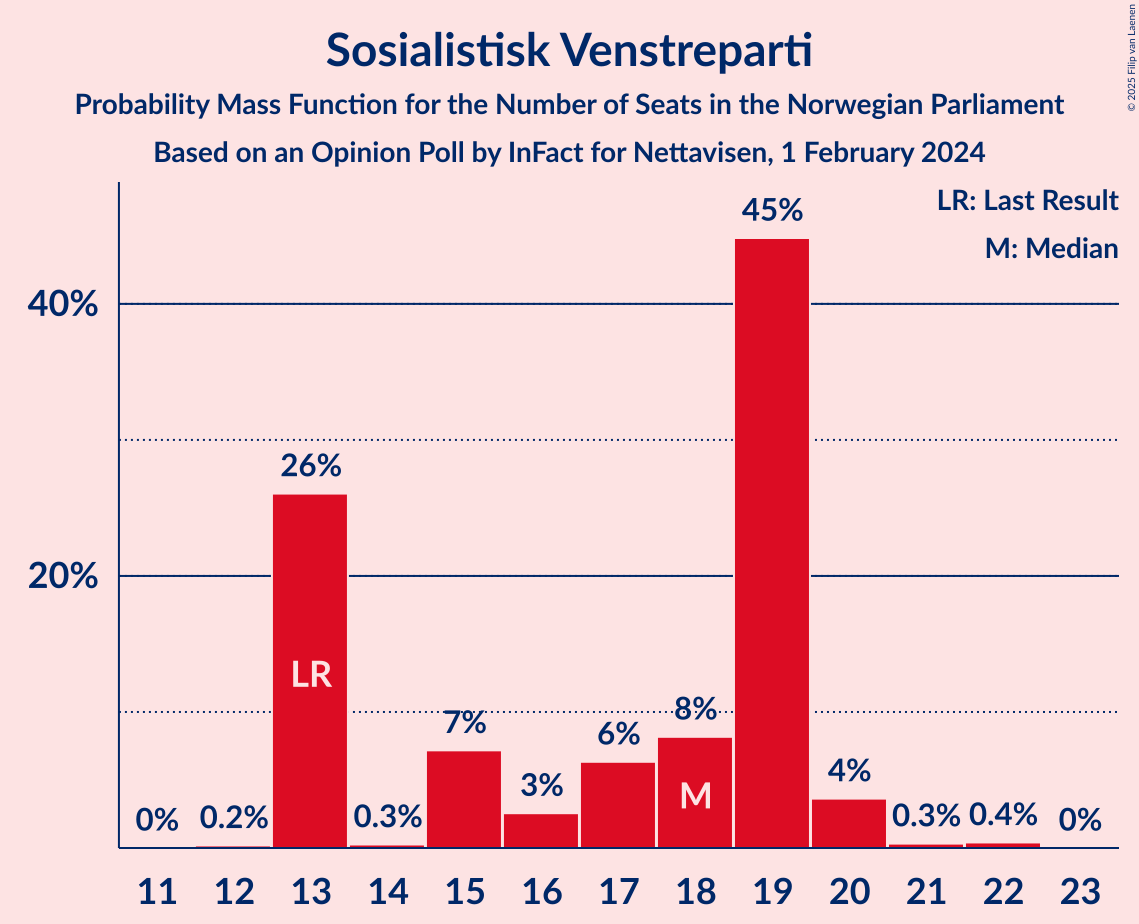 Sosialistisk Venstreparti
Probability Mass Function for the Number of Seats in the Norwegian Parliament
Based on an Opinion Poll by InFact for Nettavisen, 1 February 2024
© 2025 Filip van Laenen
LR: Last Result
M: Median
40%
20%
0%
0.2%
26%
0.3%
7%
3%
6%
8%
45%
4%
0.3%
0.4%
0%
LR
M
11 12 13 14 15 16 17 18 19 20 21 22 23